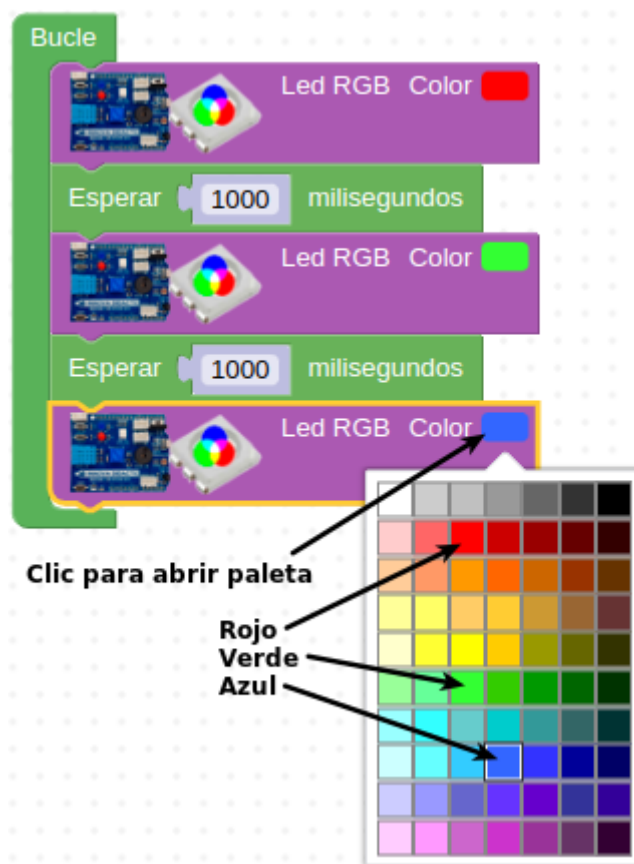 Bucle
Led RGB Color
Esperar 1000 milisegundos
Led RGB Color
Esperar 1000 milisegundos
Led RGB Color
Clic para abrir paleta
Rojo
Verde
Azul